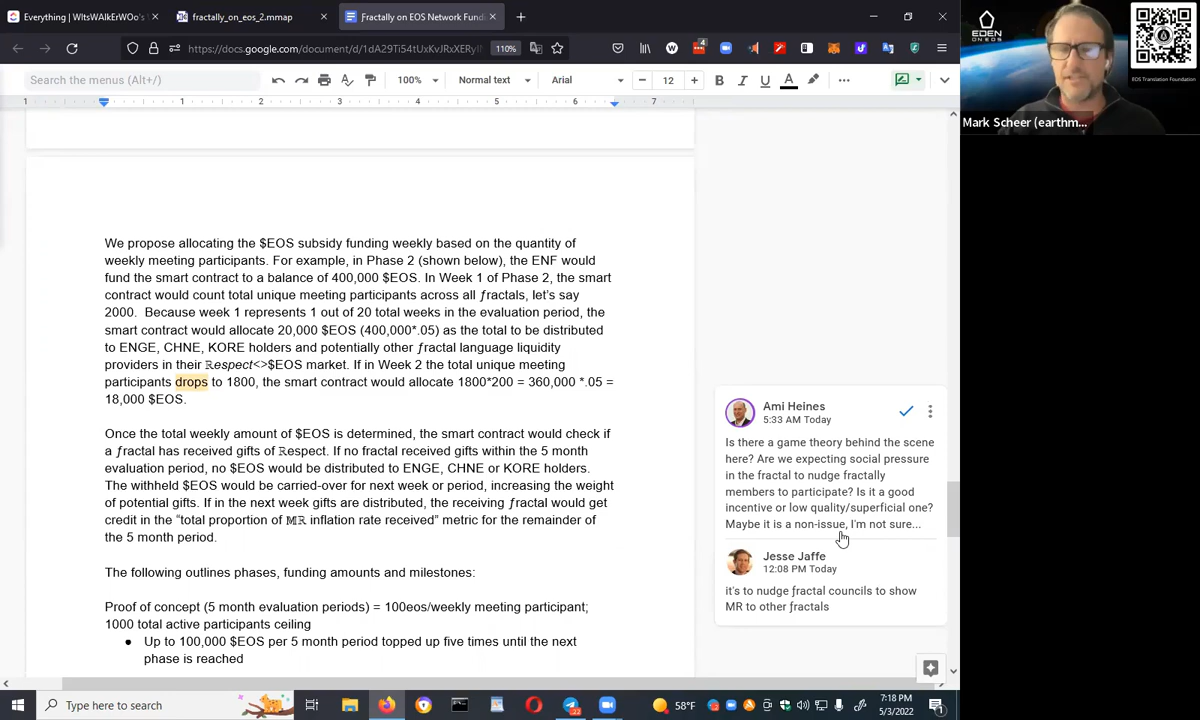 Everything | WItsWAlkErWOo's
fractally_on_eos_2.mmap
Fractally on EOS Network Fund
https://docs.google.com/document/d/1dA29Ti54tUxKvJRxXERyI
110%
Search the menus (Alt+/)
100%
Normal text
Arial
12
1 1 2 3 4 5 6 7
We propose allocating the $EOS subsidy funding weekly based on the quantity of
weekly meeting participants. For example, in Phase 2 (shown below), the ENF would
fund the smart contract to a balance of 400,000 $EOS. In Week 1 of Phase 2, the smart
contract would count total unique meeting participants across all ƒractals, let's say
2000.  Because week 1 represents 1 out of 20 total weeks in the evaluation period, the
smart contract would allocate 20,000 $EOS (400,000*.05) as the total to be distributed
to ENGE, CHNE, KORE holders and potentially other ƒractal language liquidity
providers in their ℝespect<>$EOS market. If in Week 2 the total unique meeting
participants drops to 1800, the smart contract would allocate 1800*200 = 360,000 *.05 =
18,000 $EOS.
Once the total weekly amount of $EOS is determined, the smart contract would check if
a ƒractal has received gifts of ℝespect. If no fractal received gifts within the 5 month
evaluation period, no $EOS would be distributed to ENGE, CHNE or KORE holders.
The withheld $EOS would be carried-over for next week or period, increasing the weight
of potential gifts. If in the next week gifts are distributed, the receiving ƒractal would get
credit in the "total proportion of 𝕄ℝ inflation rate received" metric for the remainder of
the 5 month period.
The following outlines phases, funding amounts and milestones:
Proof of concept (5 month evaluation periods) = 100eos/weekly meeting participant;
1000 total active participants ceiling
● Up to 100,000 $EOS per 5 month period topped up five times until the next
phase is reached
Ami Heines
5:33 AM Today
Is there a game theory behind the scene
here? Are we expecting social pressure
in the fractal to nudge fractally
members to participate? Is it a good
incentive or low quality/superficial one?
Maybe it is a non-issue, I'm not sure...
Jesse Jaffe
12:08 PM Today
it's to nudge ƒractal councils to show
MR to other ƒractals
EDEN
ON EOS
EOS Translation Foundation
Mark Scheer (earthm...
Type here to search
58°F
7:18 PM
5/3/2022